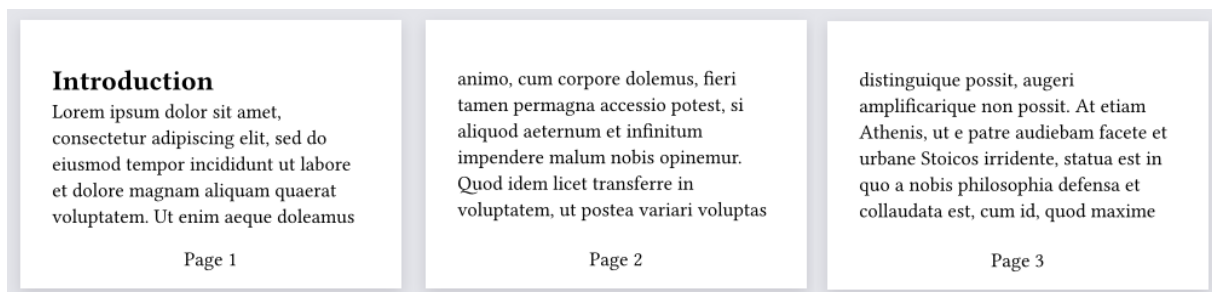 Introduction
Lorem ipsum dolor sit amet,
consectetur adipiscing elit, sed do
eiusmod tempor incididunt ut labore
et dolore magnam aliquam quaerat
voluptatem. Ut enim aeque doleamus
Page 1
animo, cum corpore dolemus, fieri
tamen permagna accessio potest, si
aliquod aeternum et infinitum
impendere malum nobis opinemur.
Quod idem licet transferre in
voluptatem, ut postea variari voluptas
Page 2
distinguique possit, augeri
amplificarique non possit. At etiam
Athenis, ut e patre audiebam facete et
urbane Stoicos irridente, statua est in
quo a nobis philosophia defensa et
collaudata est, cum id, quod maxime
Page 3